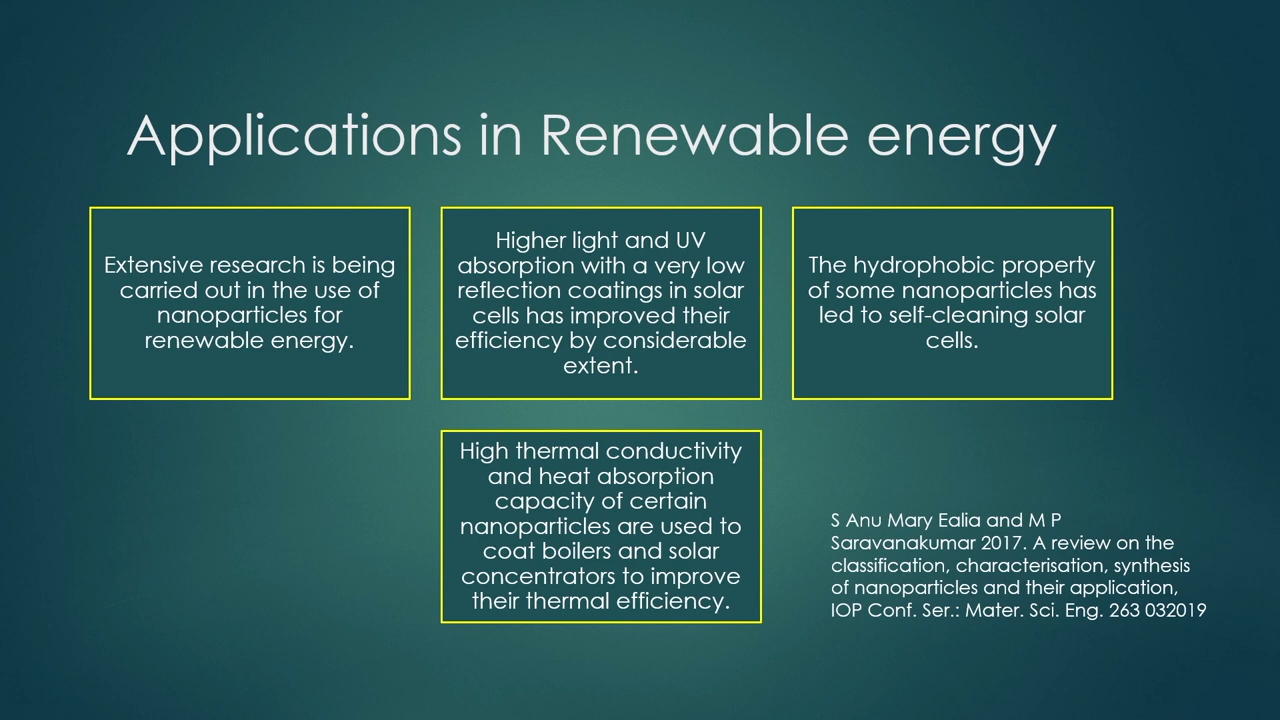 Applications in Renewable energy
Extensive research is being
carried out in the use of
nanoparticles for
renewable energy.
Higher light and UV
absorption with a very low
reflection coatings in solar
cells has improved their
efficiency by considerable
extent.
The hydrophobic property
of some nanoparticles has
led to self-cleaning solar
cells.
High thermal conductivity
and heat absorption
capacity of certain
nanoparticles are used to
coat boilers and solar
concentrators to improve
their thermal efficiency.
S Anu Mary Ealia and M P
Saravanakumar 2017. A review on the
classification, characterisation, synthesis
of nanoparticles and their application,
IOP Conf. Ser.: Mater. Sci. Eng. 263 032019